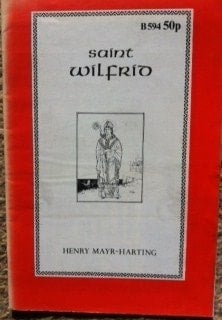 B 594 50p
saint
wilfrid
HENRY MAYR-HARTING